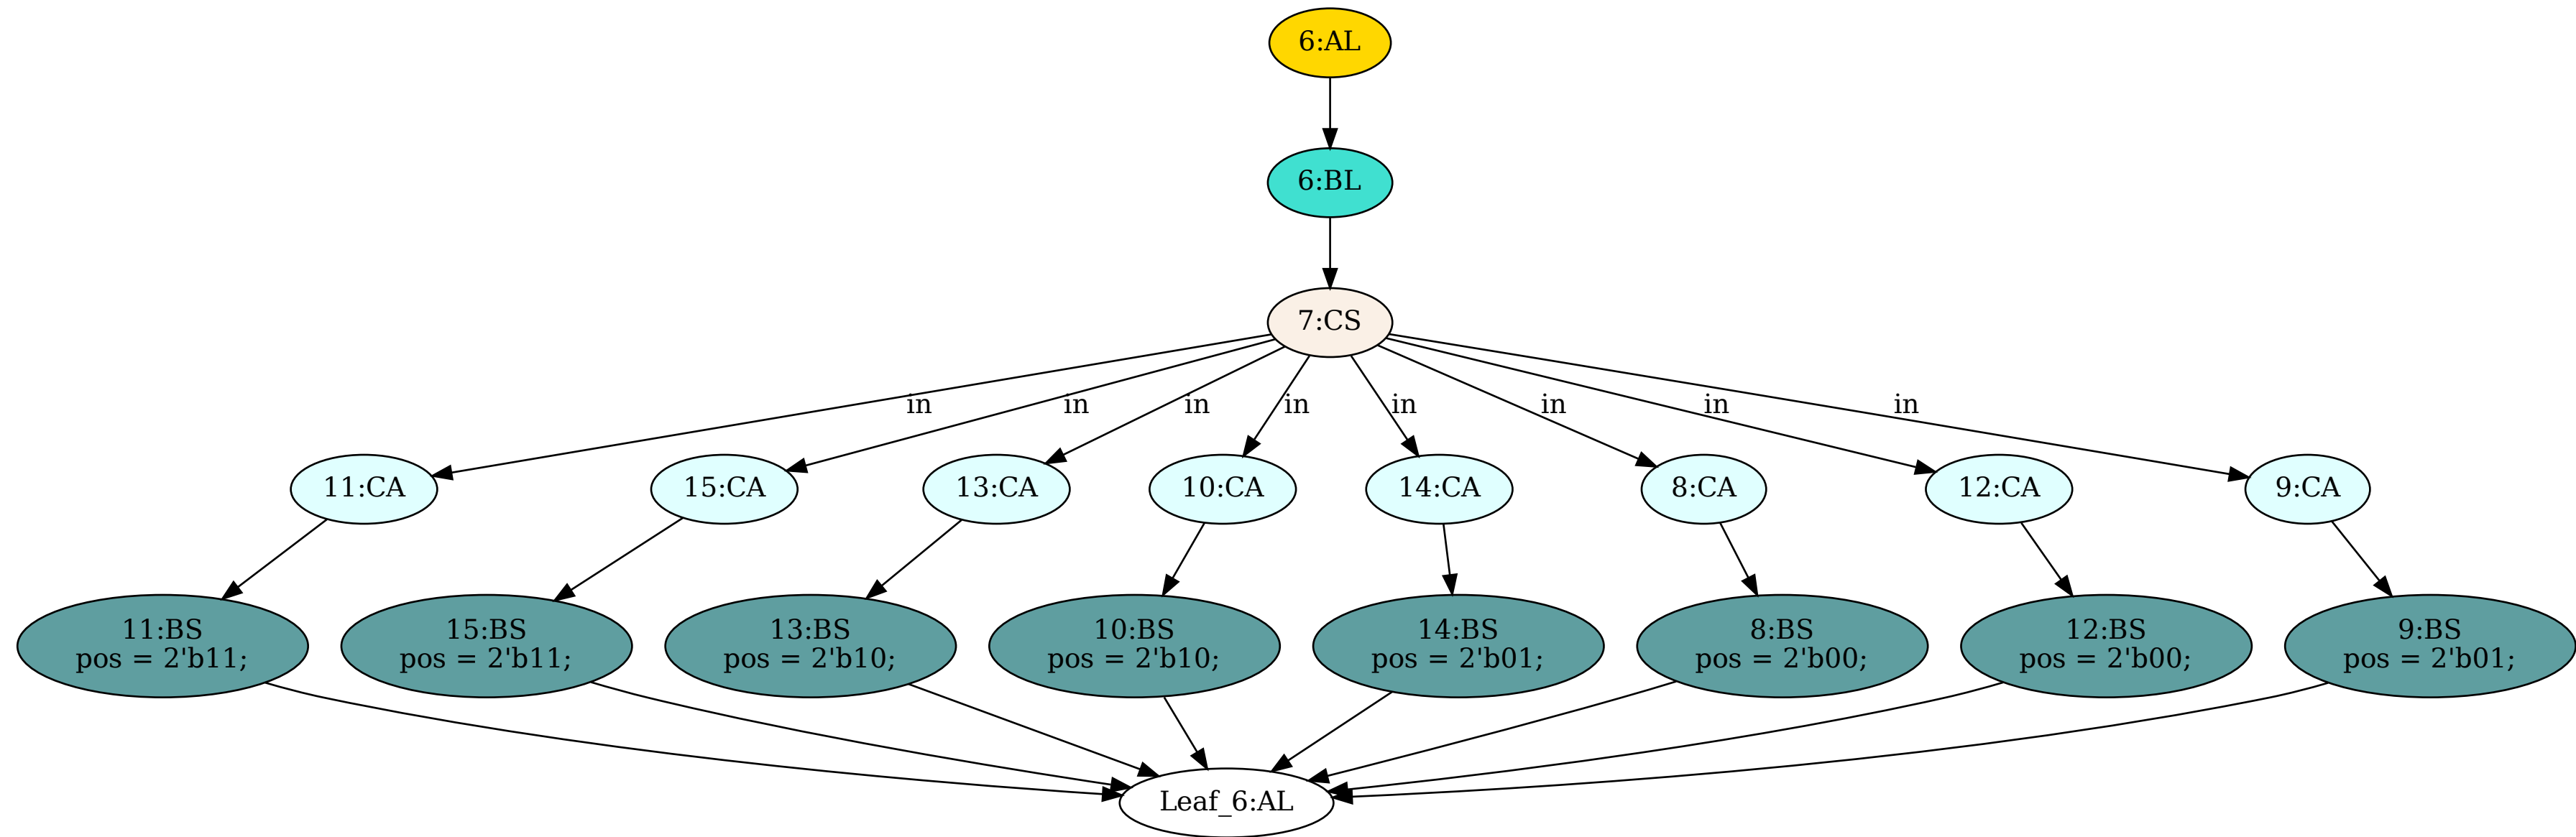 6:AL
6:BL
7:CS
in
in
in
in
in
in
in
in
11:CA
15:CA
13:CA
10:CA
14:CA
8:CA
12:CA
9:CA
11:BS
pos = 2'b11;
15:BS
pos = 2'b11;
13:BS
pos = 2'b10;
10:BS
pos = 2'b10;
14:BS
pos = 2'b01;
8:BS
pos = 2'b00;
12:BS
pos = 2'b00;
9:BS
pos = 2'b01;
Leaf_6:AL